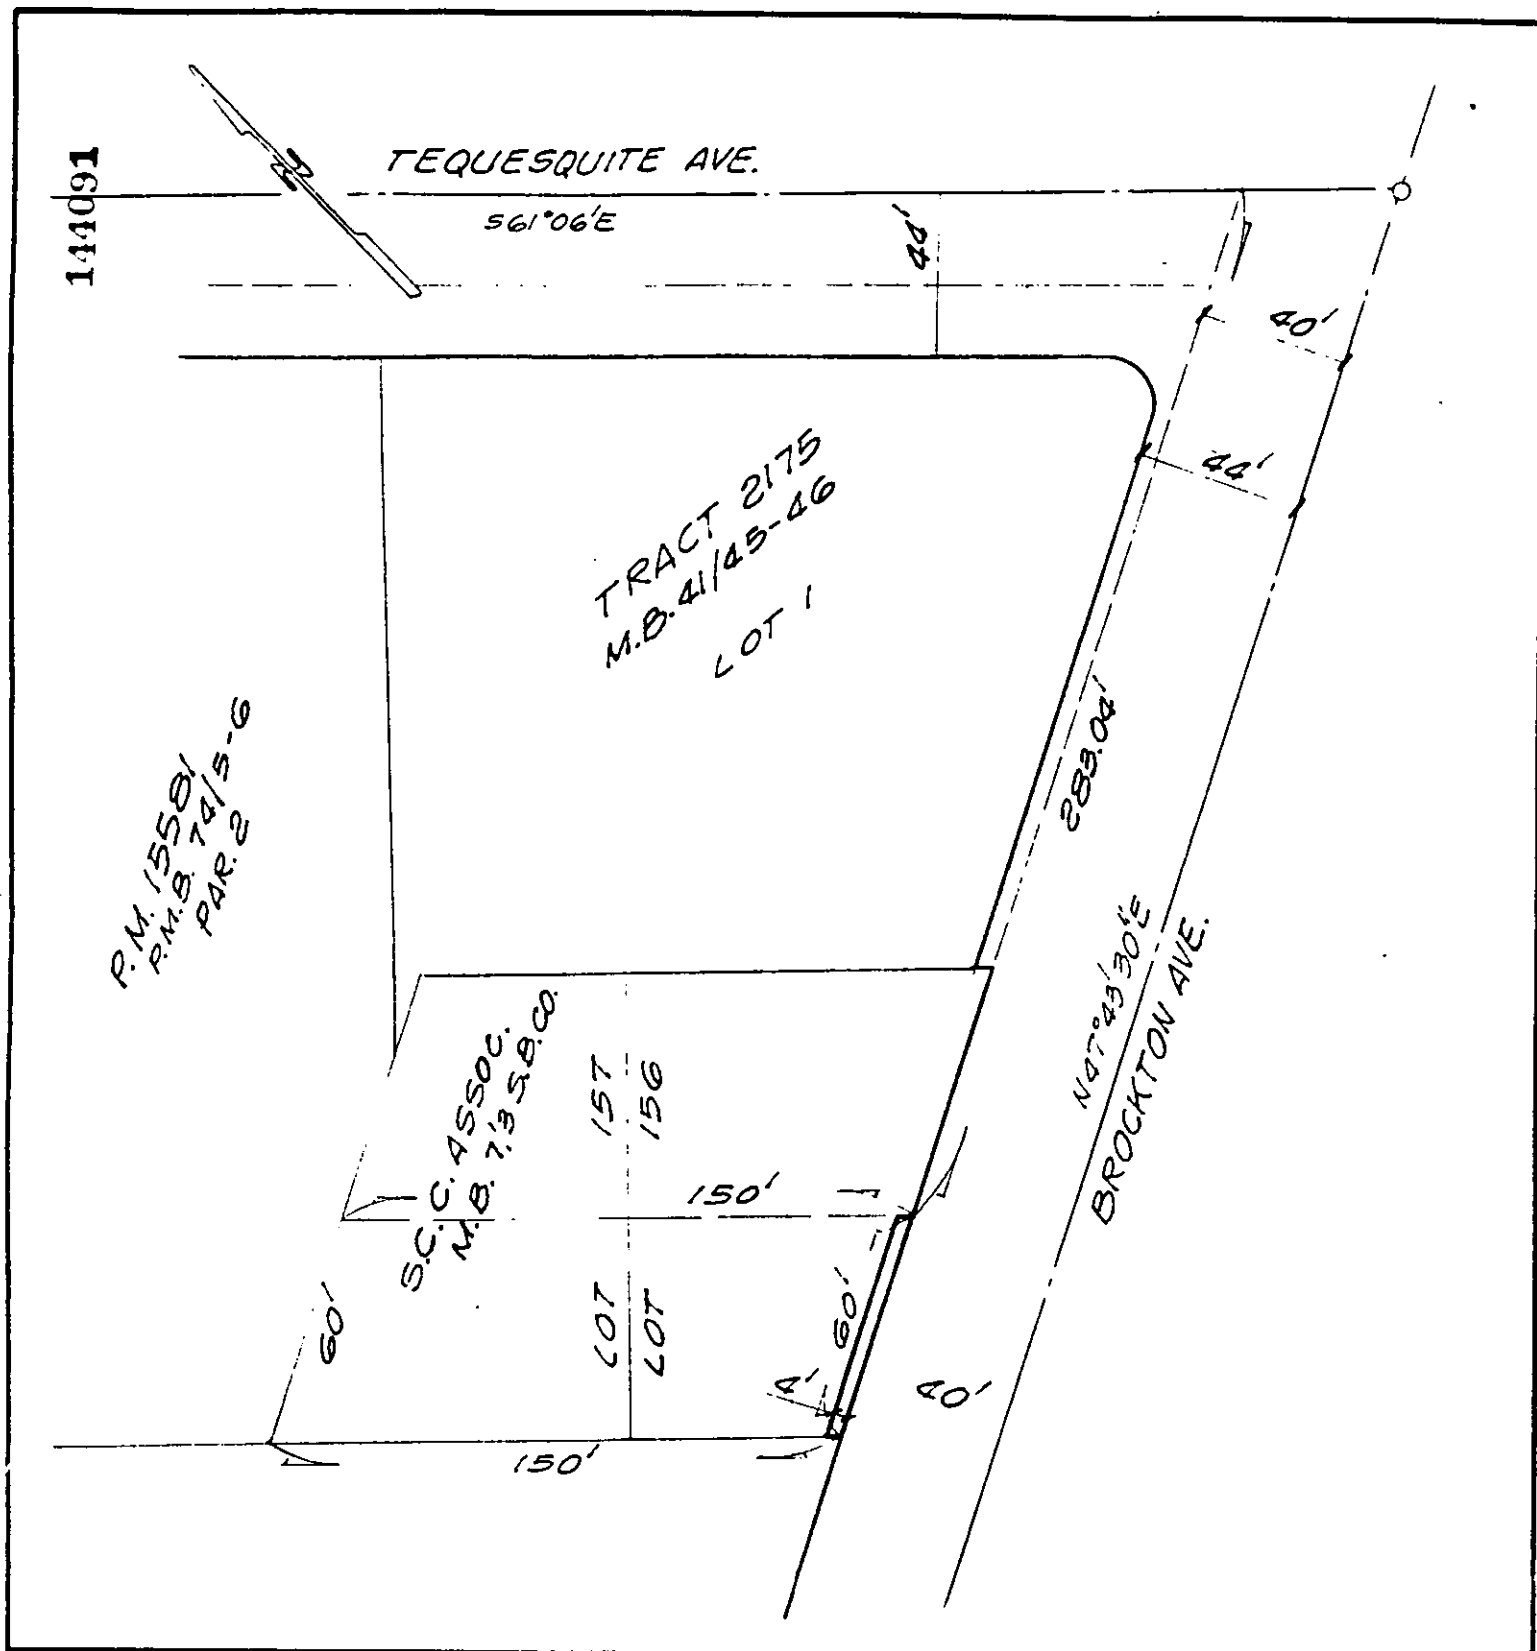 144091
N
TEQUESQUITE AVE.
S61°06'E
44'
40'
44'
TRACT 2175
M.B. 41/45-46
LOT 1
283.04'
P.M. 15581
P.M.B. 74/5-6
PAR. 2
N47°43'30"E
BROCKTON AVE.
S.C.C. ASSOC.
M.B. 7/3 S.B.CO.
LOT 157
LOT 156
150'
60'
60'
4'
40'
150'